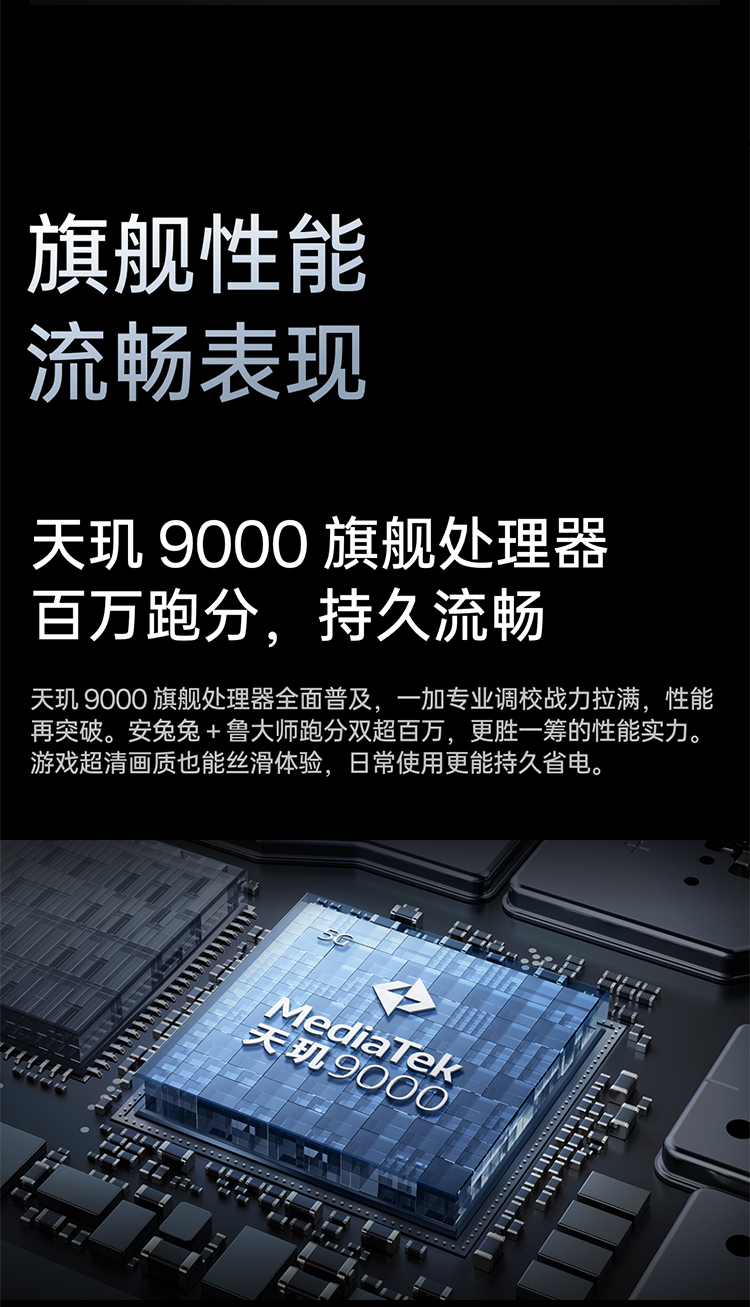 旗舰性能
流畅表现
天玑 9000 旗舰处理器
百万跑分，持久流畅
天玑 9000 旗舰处理器全面普及，一加专业调校战力拉满，性能
再突破。安兔兔 + 鲁大师跑分双超百万，更胜一筹的性能实力。
游戏超清画质也能丝滑体验，日常使用更能持久省电。
5G
MediaTek
天玑9000